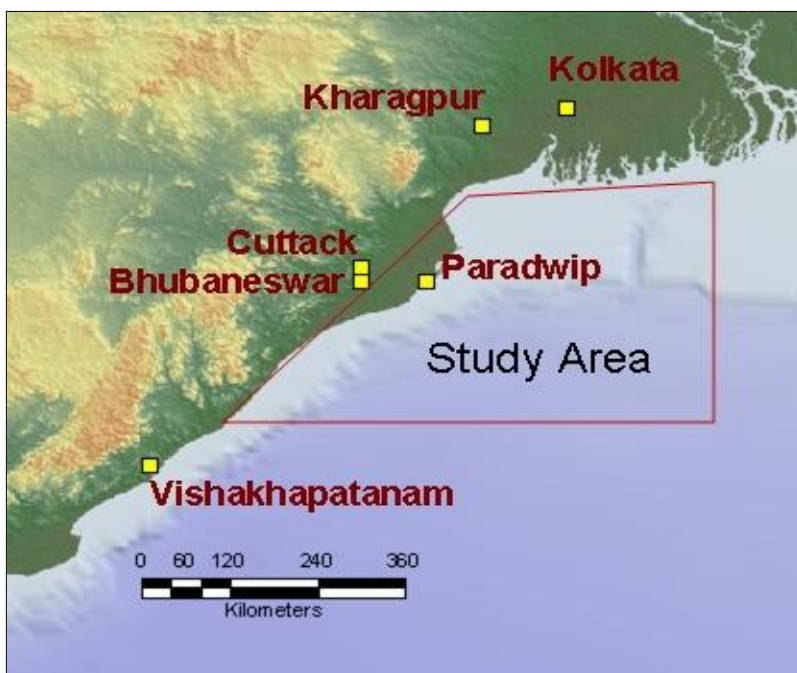 Kolkata
Kharagpur
Cuttack
Bhubaneswar
Paradwip
Study Area
Vishakhapatanam
0 60 120 240 360
Kilometers